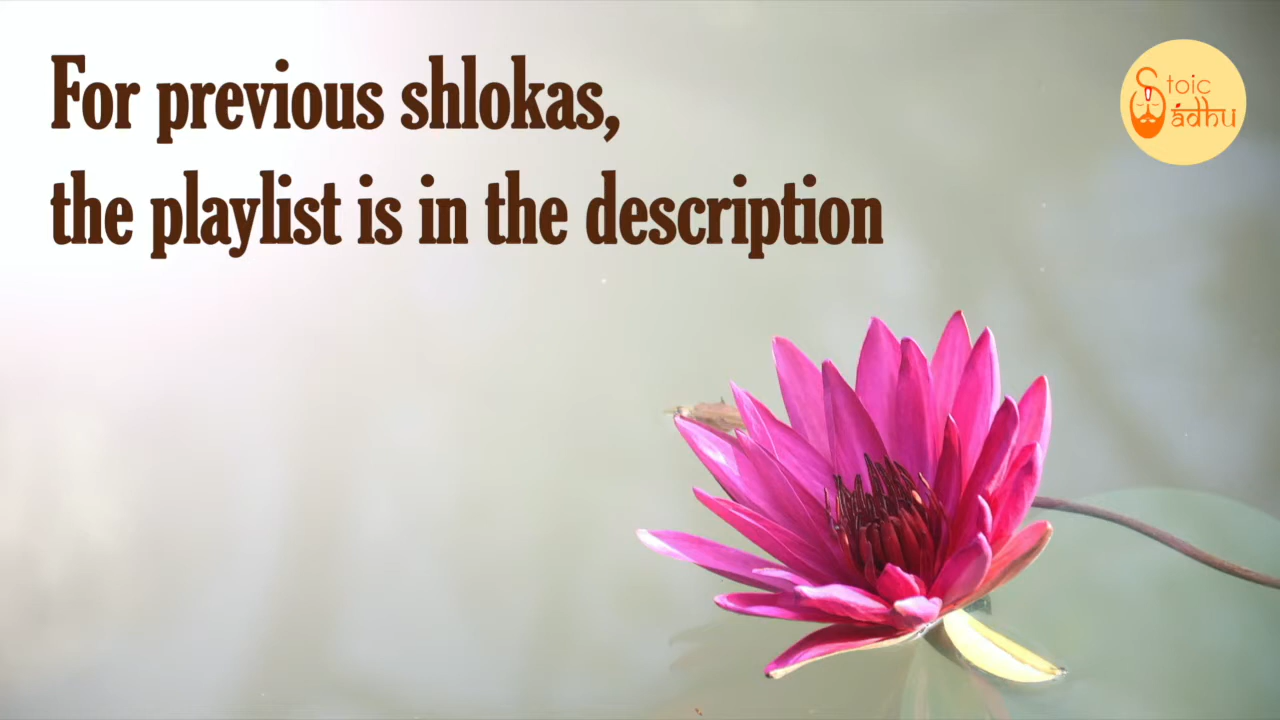 For previous shlokas,
the playlist is in the description
Stoic
Sadhu